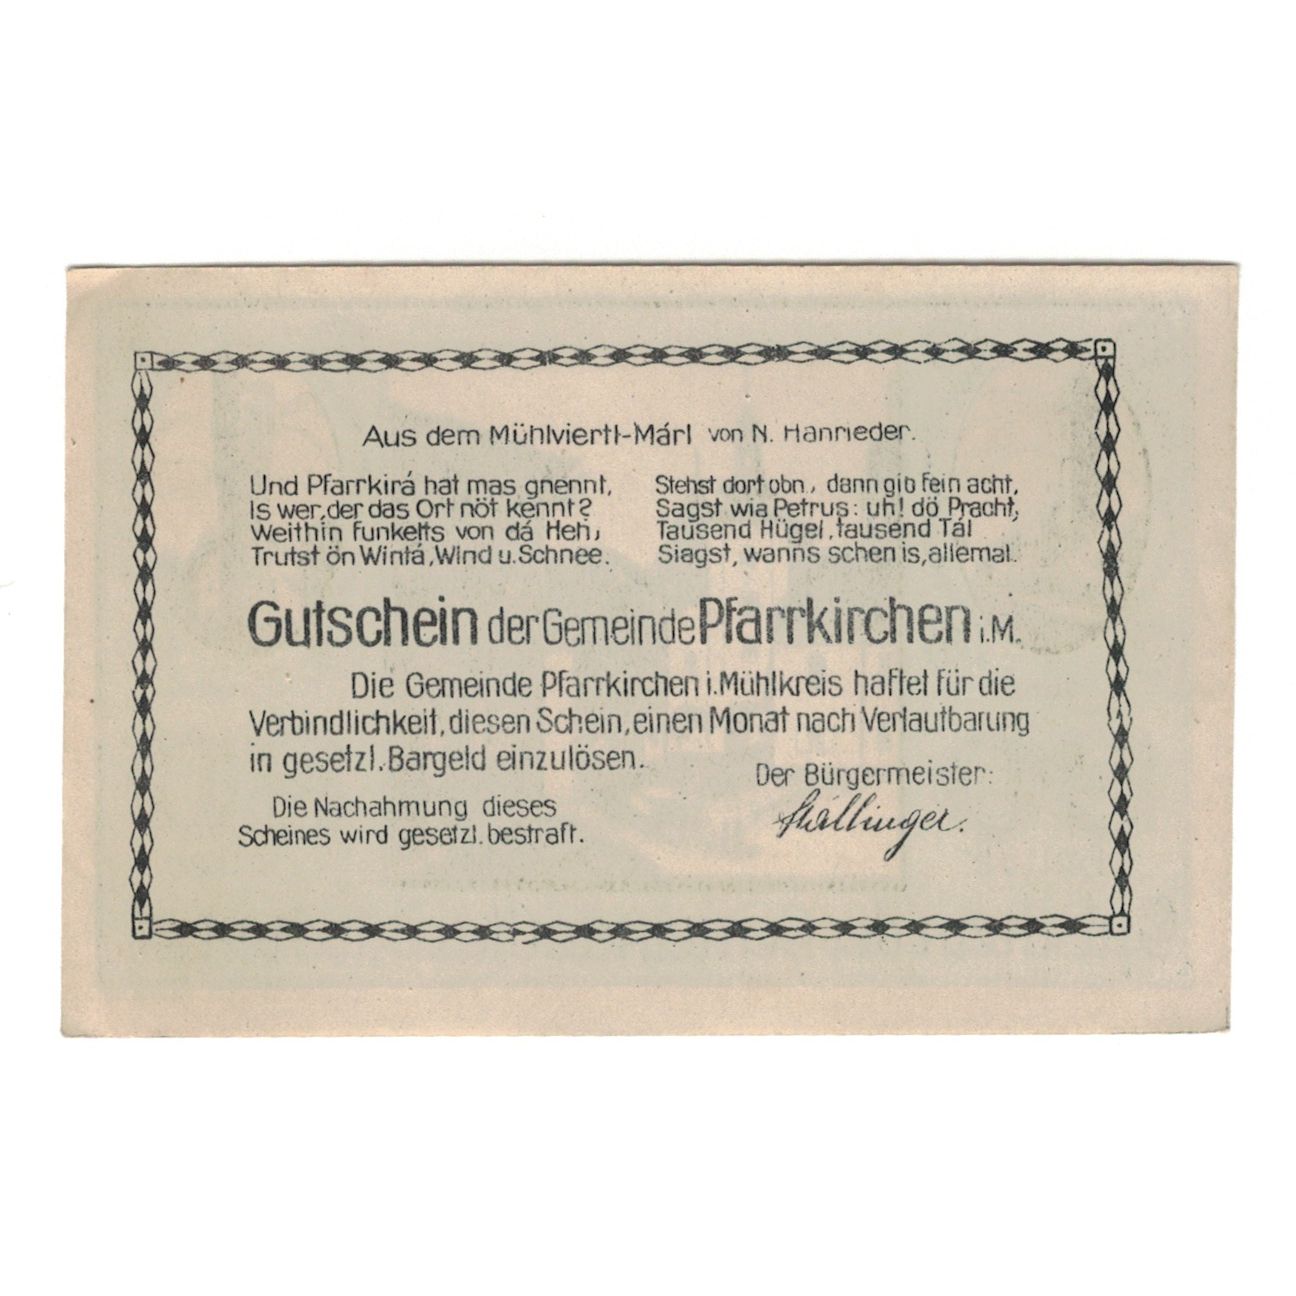 Aus dem Mühlviertl-Márl von N. Hanrieder.
Und Pfarrkirá hat mas gnennt,
Is wer, der das Ort nöt kennt?
Weithin funkelts von dá Heh,
Trutst ön Wintá, Wind u. Schnee.
Stehst dort obn, dann gib fein acht,
Sagst wia Petrus: uh! dö Pracht,
Tausend Hügel, tausend Tál
Siagst, wanns schen is, allemal.
Gutschein der Gemeinde Pfarrkirchen i.M.
Die Gemeinde Pfarrkirchen i. Mühlkreis haftet für die
Verbindlichkeit, diesen Schein, einen Monat nach Verlautbarung
in gesetzl. Bargeld einzulösen.
Der Bürgermeister:
Die Nachahmung dieses
Scheines wird gesetzl. bestraft.